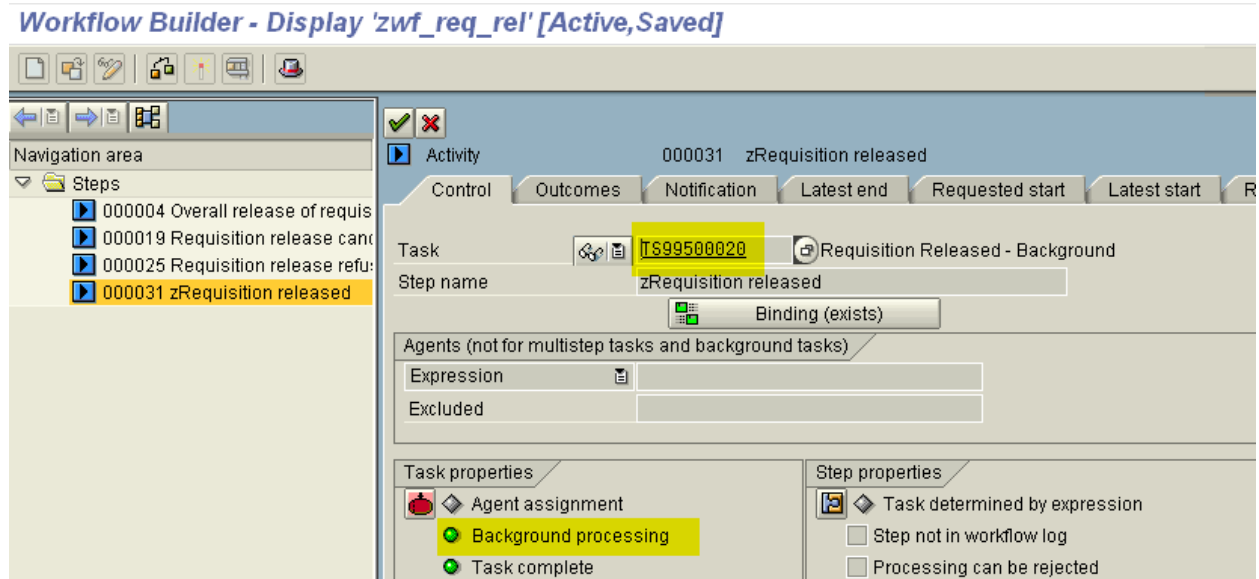 Workflow Builder - Display 'zwf_req_rel' [Active,Saved]
Navigation area
Steps
000004 Overall release of requis
000019 Requisition release canc
000025 Requisition release refu
000031 zRequisition released
Activity 000031 zRequisition released
Control Outcomes Notification Latest end Requested start Latest start R
Task TS99500020 Requisition Released - Background
Step name zRequisition released
Binding (exists)
Agents (not for multistep tasks and background tasks)
Expression
Excluded
Task properties
Agent assignment
Background processing
Task complete
Step properties
Task determined by expression
Step not in workflow log
Processing can be rejected